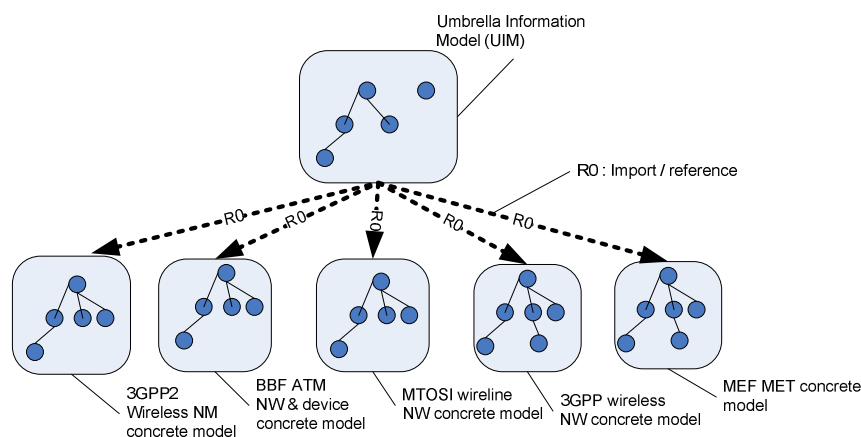 Umbrella Information
Model (UIM)
R0 : Import / reference
R0
R0
R0
R0
R0
3GPP2
Wireless NM
concrete model
BBF ATM
NW & device
concrete model
MTOSI wireline
NW concrete model
3GPP wireless
NW concrete model
MEF MET concrete
model